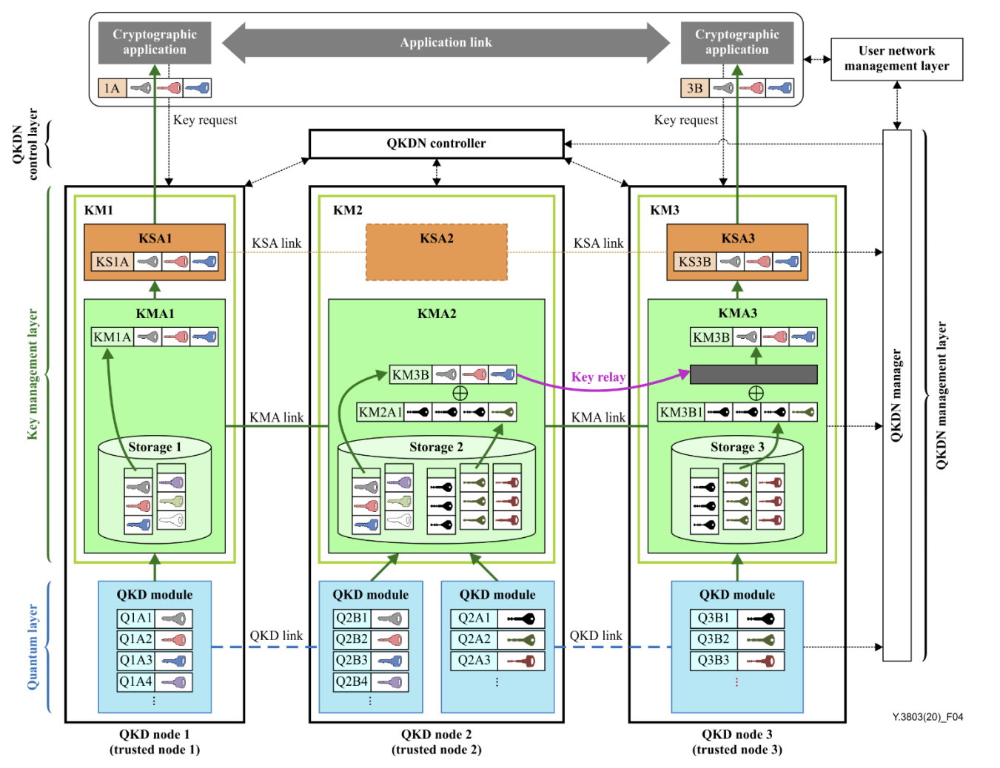 Cryptographic
application
Application link
Cryptographic
application
User network
management layer
1A
3B
Key request
Key request
QKDN
control layer
QKDN controller
KM1
KM2
KM3
KSA1
KSA link
KSA2
KSA link
KSA3
KS1A
KS3B
KMA1
KMA2
KMA3
KM1A
KM3B
KM3B
Key relay
KM2A1
KM3B1
KMA link
KMA link
Key management layer
Storage 1
Storage 2
Storage 3
QKDN manager
QKDN management layer
Quantum layer
QKD module
QKD module
QKD module
QKD module
Q1A1
Q2B1
Q2A1
Q3B1
Q1A2
QKD link
Q2B2
Q2A2
QKD link
Q3B2
Q1A3
Q2B3
Q2A3
Q3B3
Q1A4
Q2B4
⋮
⋮
⋮
⋮
Y.3803(20)_F04
QKD node 1
(trusted node 1)
QKD node 2
(trusted node 2)
QKD node 3
(trusted node 3)